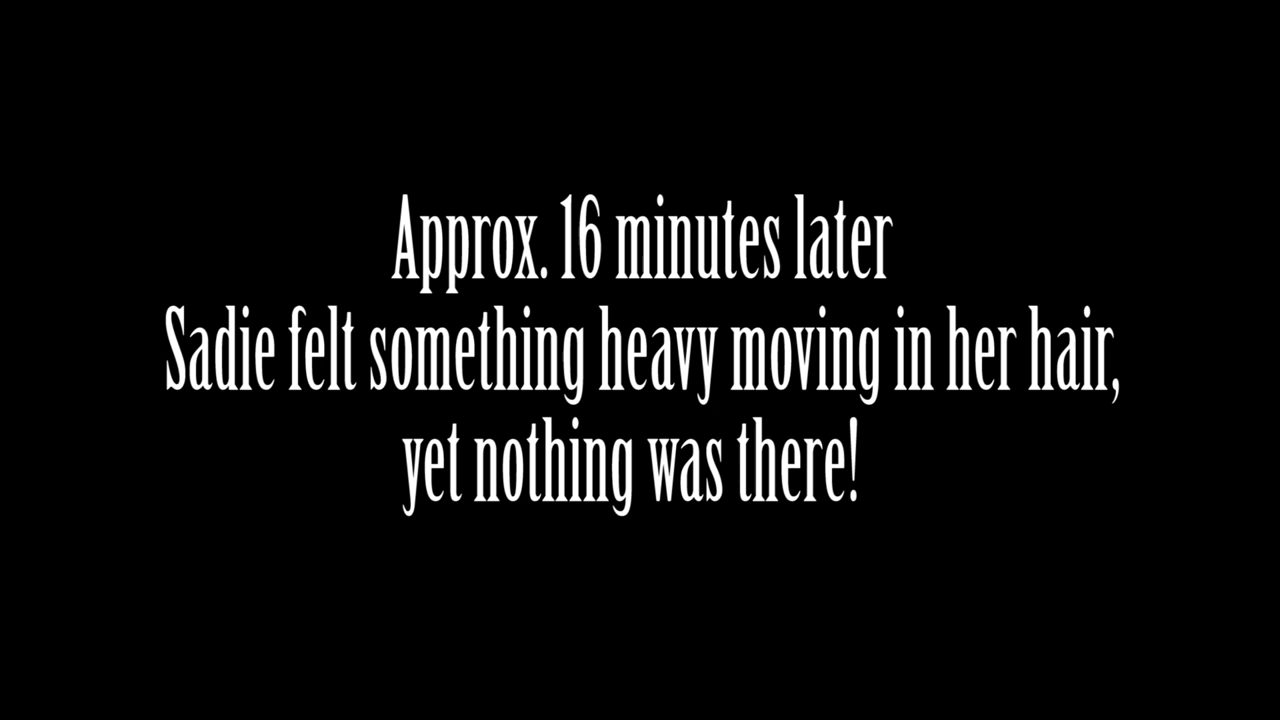 Approx. 16 minutes later
Sadie felt something heavy moving in her hair,
yet nothing was there!